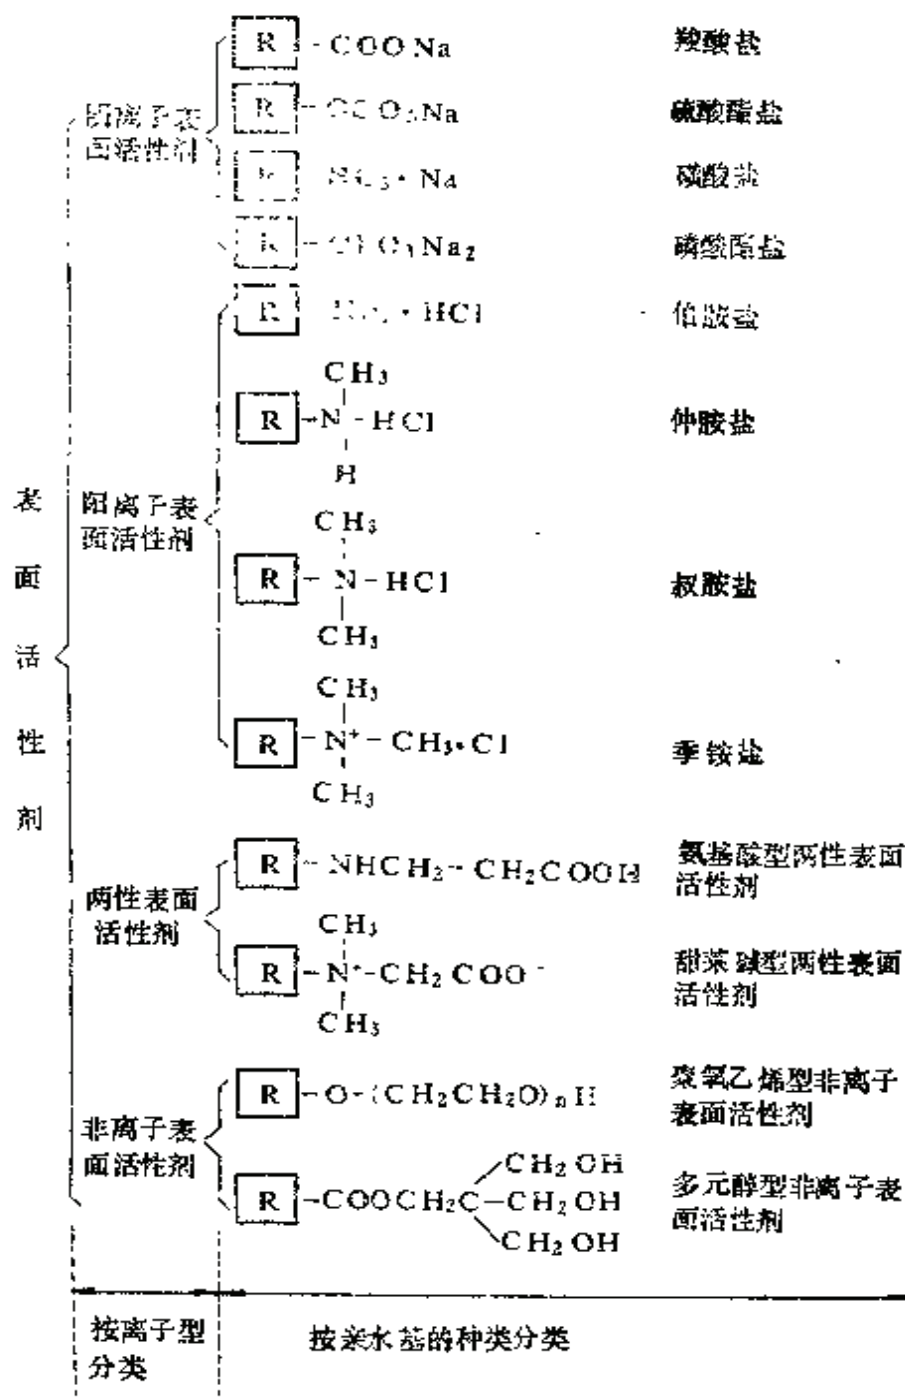 表面活性剂
阴离子表
面活性剂
R -COONa 羧酸盐
R -OSO₃Na 硫酸酯盐
R 磺酸盐
R Na₂ 磷酸酯盐
阳离子表
面活性剂
R ·HCl 伯胺盐
CH₃
R -N-HCl 仲胺盐
H
CH₃
R -N-HCl 叔胺盐
CH₃
CH₃
R -N⁺-CH₃·Cl 季铵盐
CH₃
两性表面
活性剂
R -NHCH₂-CH₂COOH 氨基酸型两性表面
活性剂
CH₃
R -N⁺-CH₂COO⁻ 甜菜碱型两性表面
活性剂
CH₃
非离子表
面活性剂
R -O-(CH₂CH₂O)ₙH 聚氧乙烯型非离子
表面活性剂
CH₂OH
R -COOCH₂C-CH₂OH 多元醇型非离子表
面活性剂
CH₂OH
按离子型
分类
按亲水基的种类分类